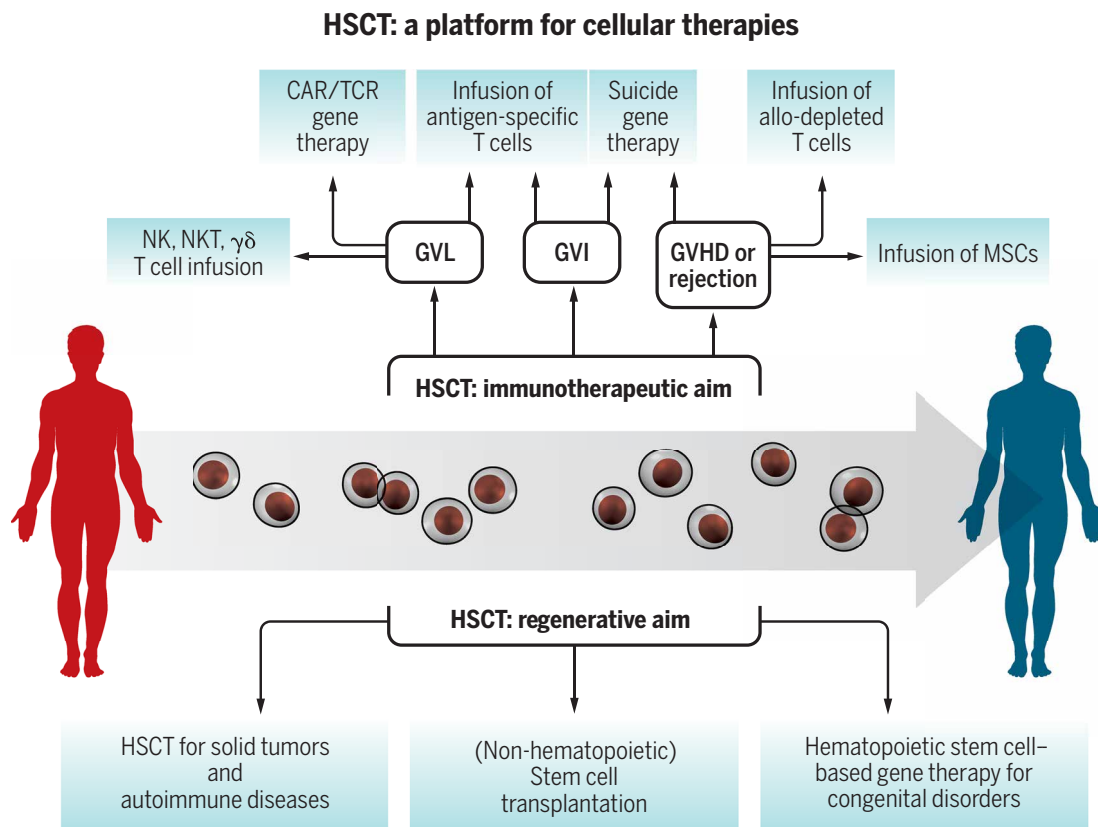 HSCT: a platform for cellular therapies
CAR/TCR
gene
therapy
Infusion of
antigen-specific
T cells
Suicide
gene
therapy
Infusion of
allo-depleted
T cells
NK, NKT, γδ
T cell infusion
GVL
GVI
GVHD or
rejection
Infusion of MSCs
HSCT: immunotherapeutic aim
HSCT: regenerative aim
HSCT for solid tumors
and
autoimmune diseases
(Non-hematopoietic)
Stem cell
transplantation
Hematopoietic stem cell–
based gene therapy for
congenital disorders